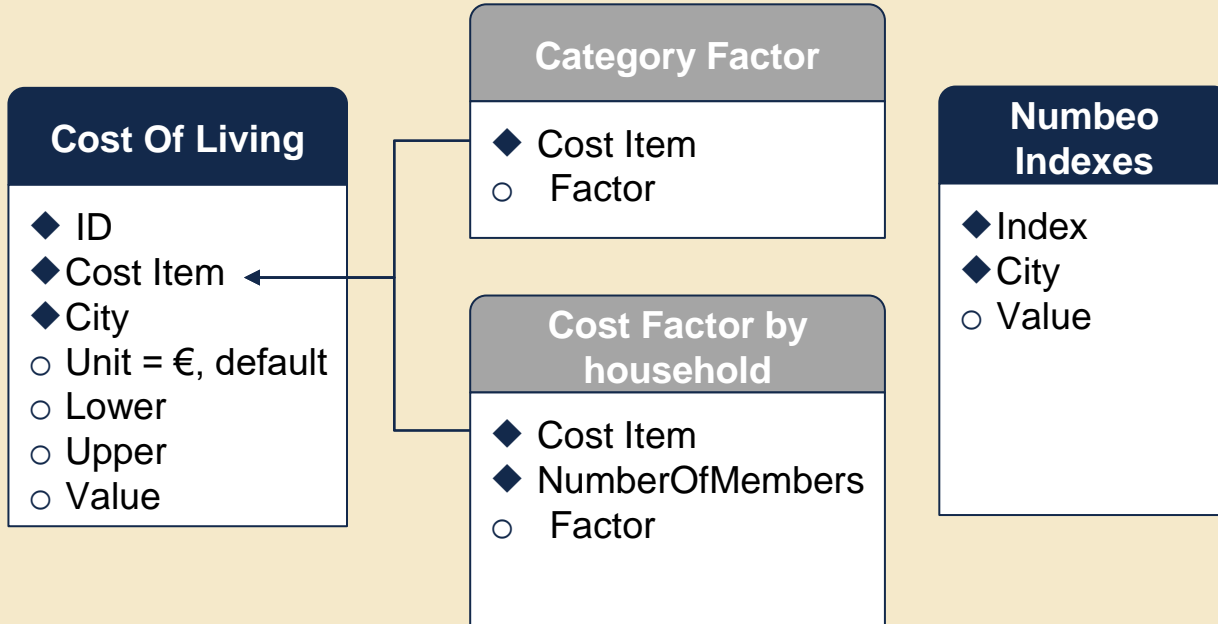 Cost Of Living
ID
Cost Item
City
Unit = €, default
Lower
Upper
Value
Category Factor
Cost Item
Factor
Cost Factor by
household
Cost Item
NumberOfMembers
Factor
Numbeo
Indexes
Index
City
Value